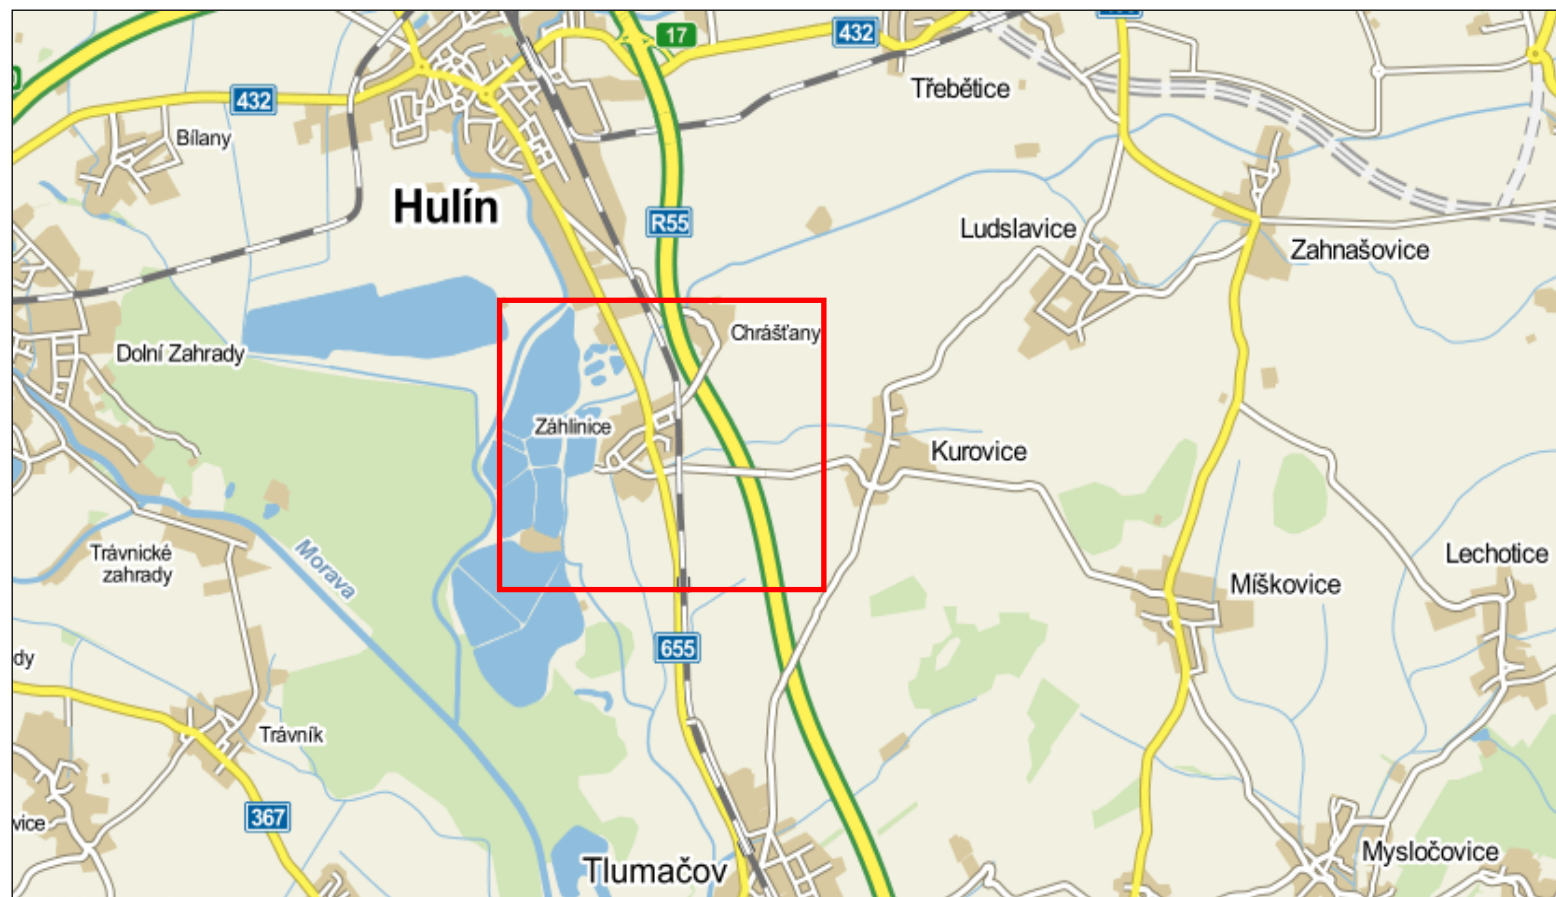 17
432
Třebětice
432
Bílany
Hulín
R55
Ludslavice
Zahnašovice
Chrášťany
Dolní Zahrady
Záhlinice
Kurovice
Morava
Trávnické
zahrady
Lechotice
Míškovice
655
dy
Trávník
367
vice
Mysločovice
Tlumačov